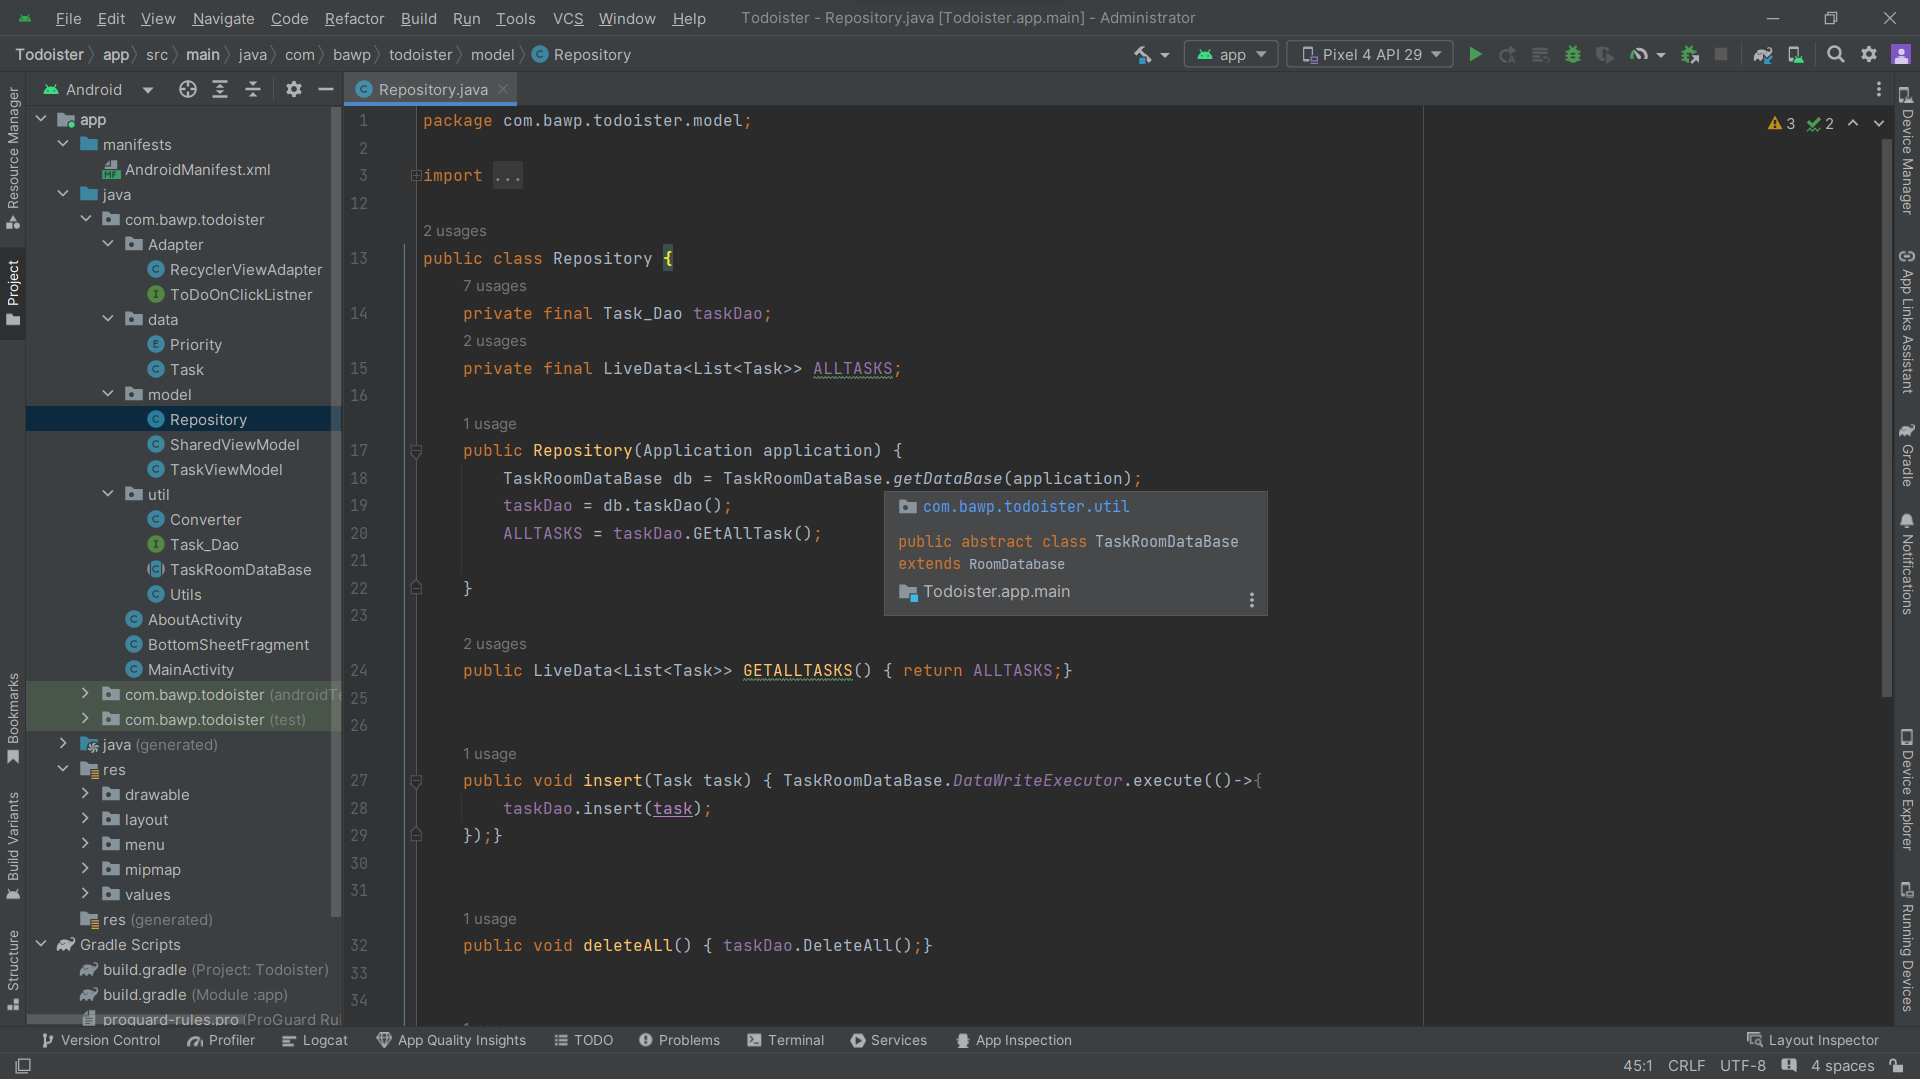 File Edit View Navigate Code Refactor Build Run Tools VCS Window Help Todoister - Repository.java [Todoister.app.main] - Administrator
Todoister app src main java com bawp todoister model Repository app Pixel 4 API 29
Android Repository.java
Resource Manager
Project
Bookmarks
Build Variants
Structure
app
manifests
AndroidManifest.xml
java
com.bawp.todoister
Adapter
RecyclerViewAdapter
ToDoOnClickListner
data
Priority
Task
model
Repository
SharedViewModel
TaskViewModel
util
Converter
Task_Dao
TaskRoomDataBase
Utils
AboutActivity
BottomSheetFragment
MainActivity
com.bawp.todoister (androidTe
com.bawp.todoister (test)
java (generated)
res
drawable
layout
menu
mipmap
values
res (generated)
Gradle Scripts
build.gradle (Project: Todoister)
build.gradle (Module :app)
proguard-rules.pro (ProGuard Rul
3 2
1 package com.bawp.todoister.model;
2
3 import ...
12
2 usages
13 public class Repository {
7 usages
14 private final Task_Dao taskDao;
2 usages
15 private final LiveData<List<Task>> ALLTASKS;
16
1 usage
17 public Repository(Application application) {
18 TaskRoomDataBase db = TaskRoomDataBase.getDataBase(application);
19 taskDao = db.taskDao();
20 ALLTASKS = taskDao.GEtAllTask();
21
22 }
23
2 usages
24 public LiveData<List<Task>> GETALLTASKS() { return ALLTASKS;}
25
26
1 usage
27 public void insert(Task task) { TaskRoomDataBase.DataWriteExecutor.execute(()->{
28 taskDao.insert(task);
29 });}
30
31
1 usage
32 public void deleteALl() { taskDao.DeleteAll();}
33
34
com.bawp.todoister.util
public abstract class TaskRoomDataBase
extends RoomDatabase
Todoister.app.main
Device Manager
App Links Assistant
Gradle
Notifications
Device Explorer
Running Devices
Version Control Profiler Logcat App Quality Insights TODO Problems Terminal Services App Inspection Layout Inspector
45:1 CRLF UTF-8 4 spaces